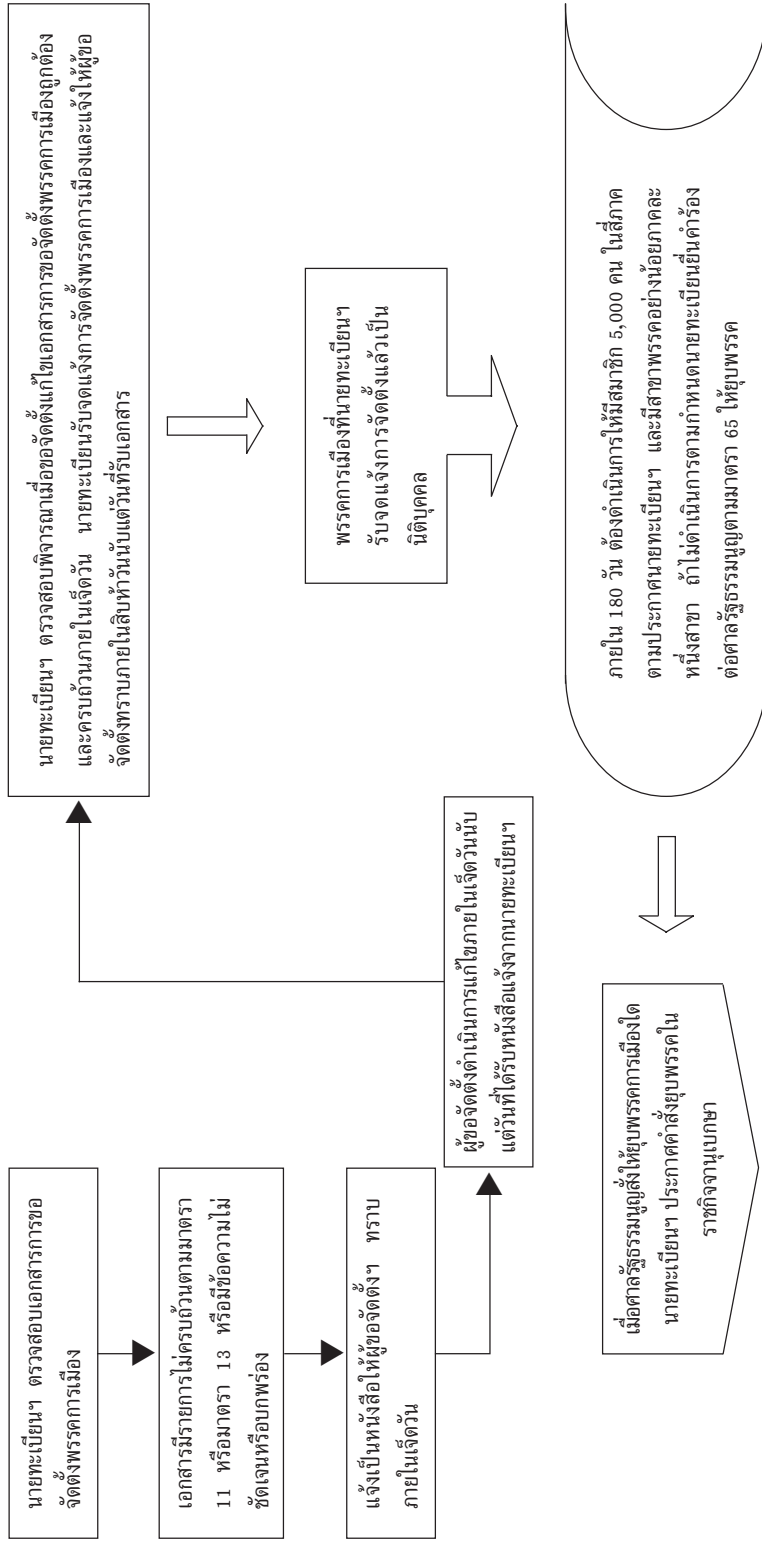 นายทะเบียนฯ ตรวจสอบเอกสารการขอ
จัดตั้งพรรคการเมือง
เอกสารมีรายการไม่ครบถ้วนตามมาตรา
11 หรือมาตรา 13 หรือมีข้อความไม่
ชัดเจนหรือบกพร่อง
แจ้งเป็นหนังสือให้ผู้ขอจัดตั้งฯ ทราบ
ภายในเจ็ดวัน
ผู้ขอจัดตั้งดำเนินการแก้ไขภายในเจ็ดวันนับ
แต่วันที่ได้รับหนังสือแจ้งจากนายทะเบียนฯ
นายทะเบียนฯ ตรวจสอบพิจารณาเมื่อขอจัดตั้งแก้ไขเอกสารการขอจัดตั้งพรรคการเมืองถูกต้อง
และครบถ้วนภายในเจ็ดวัน นายทะเบียนรับจดแจ้งการจัดตั้งพรรคการเมืองและแจ้งให้ผู้ขอ
จัดตั้งทราบภายในสิบห้าวันนับแต่วันที่รับเอกสาร
พรรคการเมืองที่นายทะเบียนฯ
รับจดแจ้งการจัดตั้งแล้วเป็น
นิติบุคคล
ภายใน 180 วัน ต้องดำเนินการให้มีสมาชิก 5,000 คน ในสี่ภาค
ตามประกาศนายทะเบียนฯ และมีสาขาพรรคอย่างน้อยภาคละ
หนึ่งสาขา ถ้าไม่ดำเนินการตามกำหนดนายทะเบียนยื่นคำร้อง
ต่อศาลรัฐธรรมนูญตามมาตรา 65 ให้ยุบพรรค
เมื่อศาลรัฐธรรมนูญสั่งให้ยุบพรรคการเมืองใด
นายทะเบียนฯ ประกาศคำสั่งยุบพรรคใน
ราชกิจจานุเบกษา